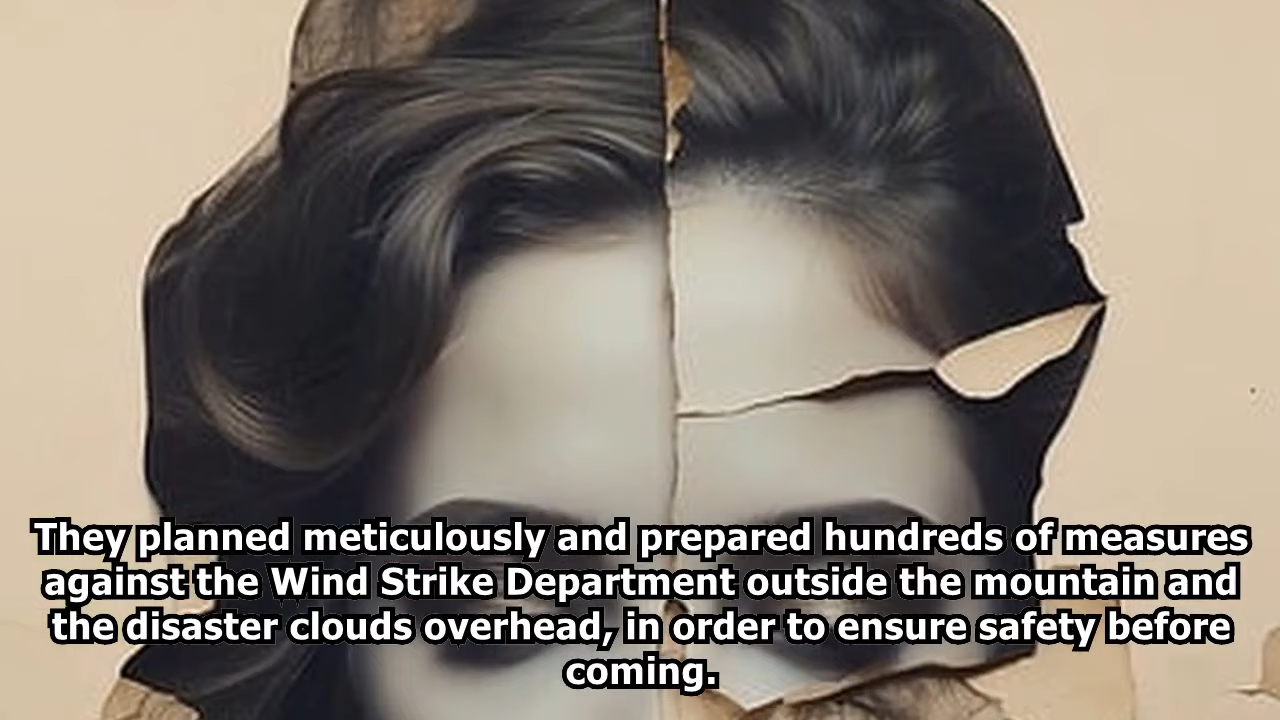 They planned meticulously and prepared hundreds of measures
against the Wind Strike Department outside the mountain and
the disaster clouds overhead, in order to ensure safety before
coming.